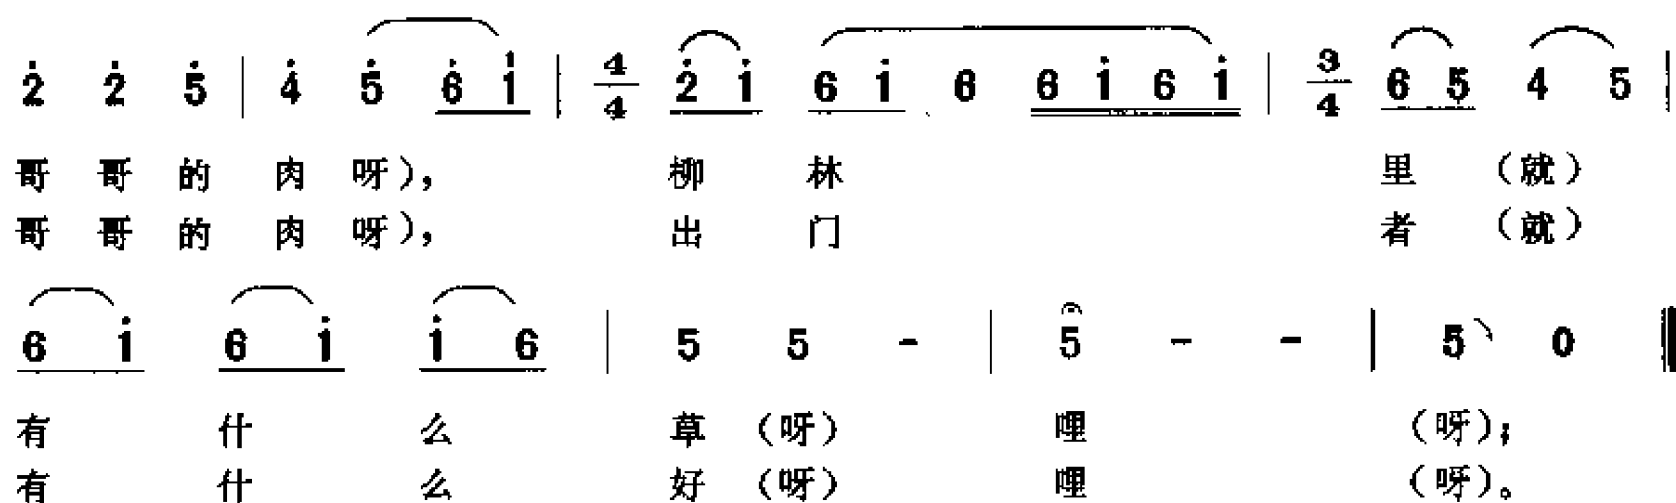 2̇ 2̇ 5̇ | 4̇ 5̇ 6̇ 1̇ | 4/4 2̇ 1̇ 6 1̇ 6 6 1̇ 6 1̇ | 3/4 6 5 4 5 |
哥 哥 的 肉 呀）， 柳 林 里 （就）
哥 哥 的 肉 呀）， 出 门 者 （就）
6 1̇ 6 1̇ 1̇ 6 | 5 5 - | 5 - - | 5 0
有 什 么 草 （呀） 哩 （呀）；
有 什 么 好 （呀） 哩 （呀）。